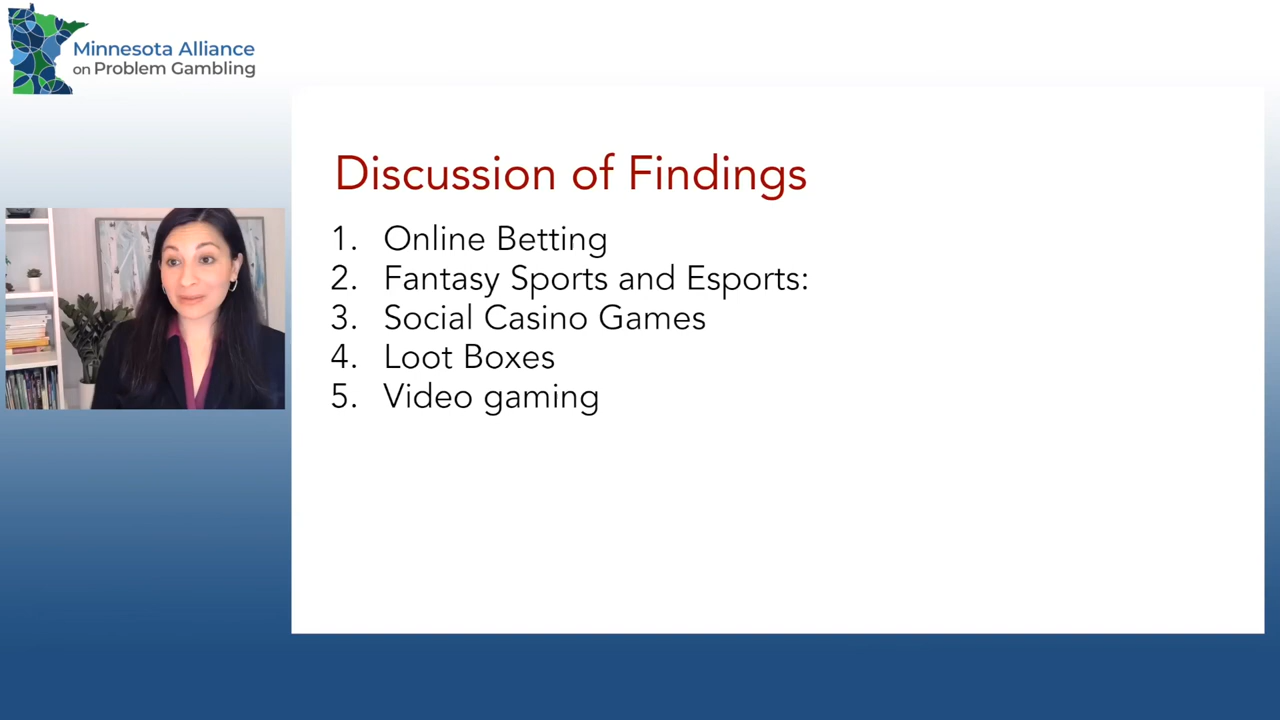 Minnesota Alliance
on Problem Gambling
Discussion of Findings
1. Online Betting
2. Fantasy Sports and Esports:
3. Social Casino Games
4. Loot Boxes
5. Video gaming